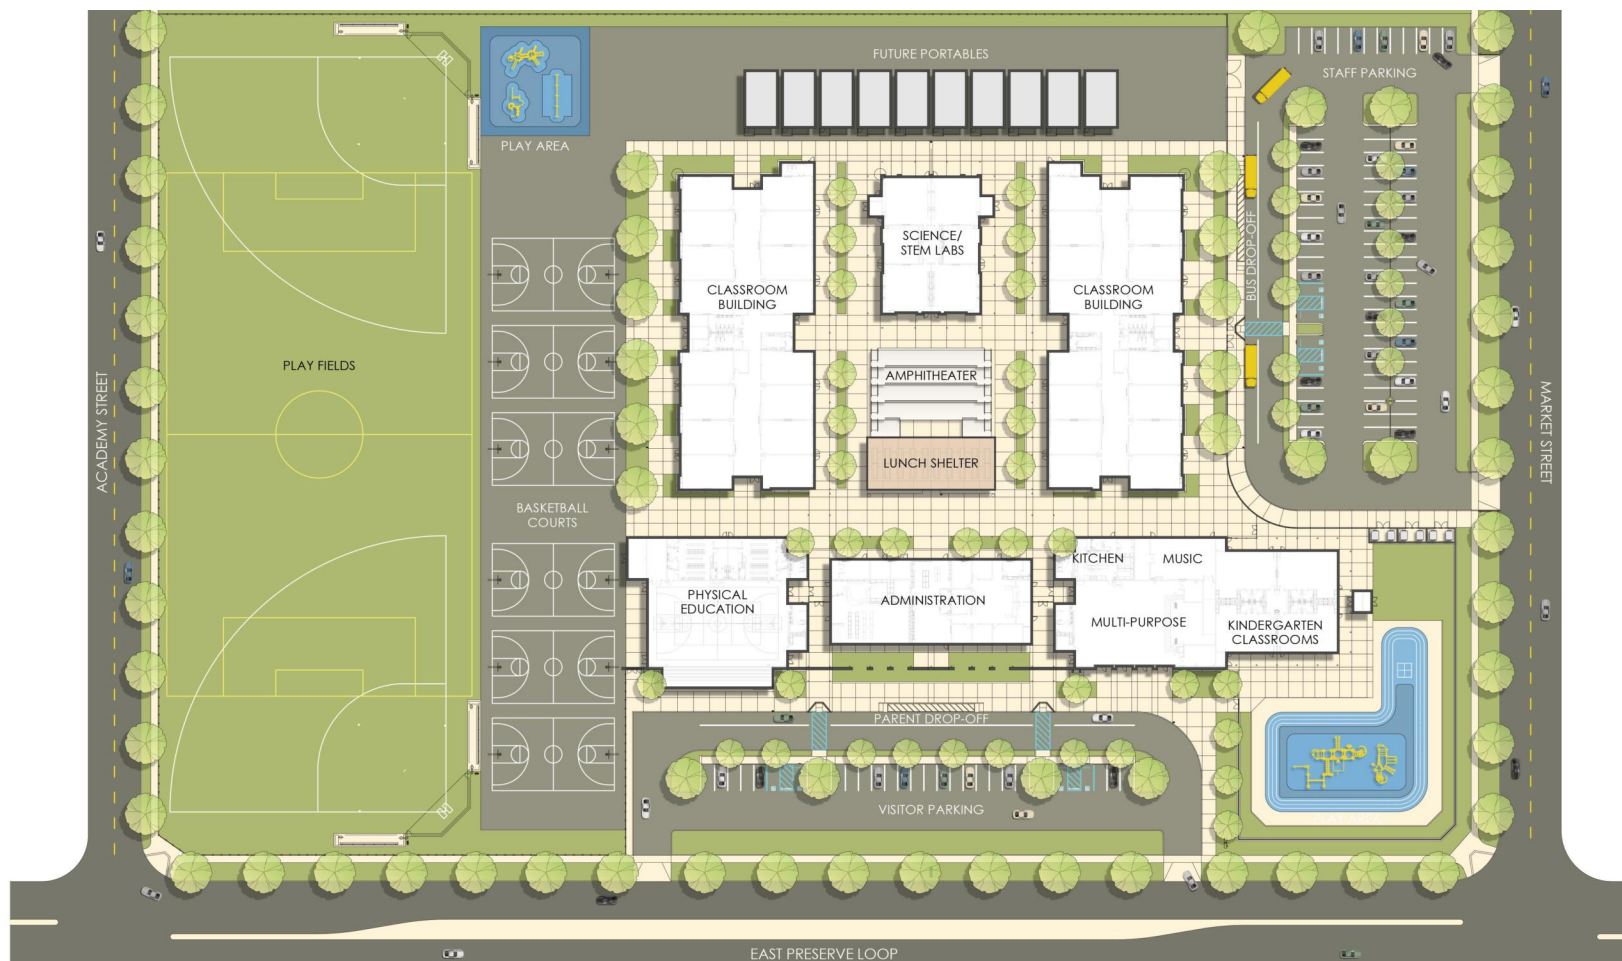 FUTURE PORTABLES
STAFF PARKING
PLAY AREA
SCIENCE/
STEM LABS
BUS DROP-OFF
CLASSROOM
BUILDING
CLASSROOM
BUILDING
PLAY FIELDS
AMPHITHEATER
ACADEMY STREET
MARKET STREET
LUNCH SHELTER
BASKETBALL
COURTS
KITCHEN
MUSIC
PHYSICAL
EDUCATION
ADMINISTRATION
MULTI-PURPOSE
KINDERGARTEN
CLASSROOMS
PARENT DROP-OFF
VISITOR PARKING
PLAY AREA
EAST PRESERVE LOOP